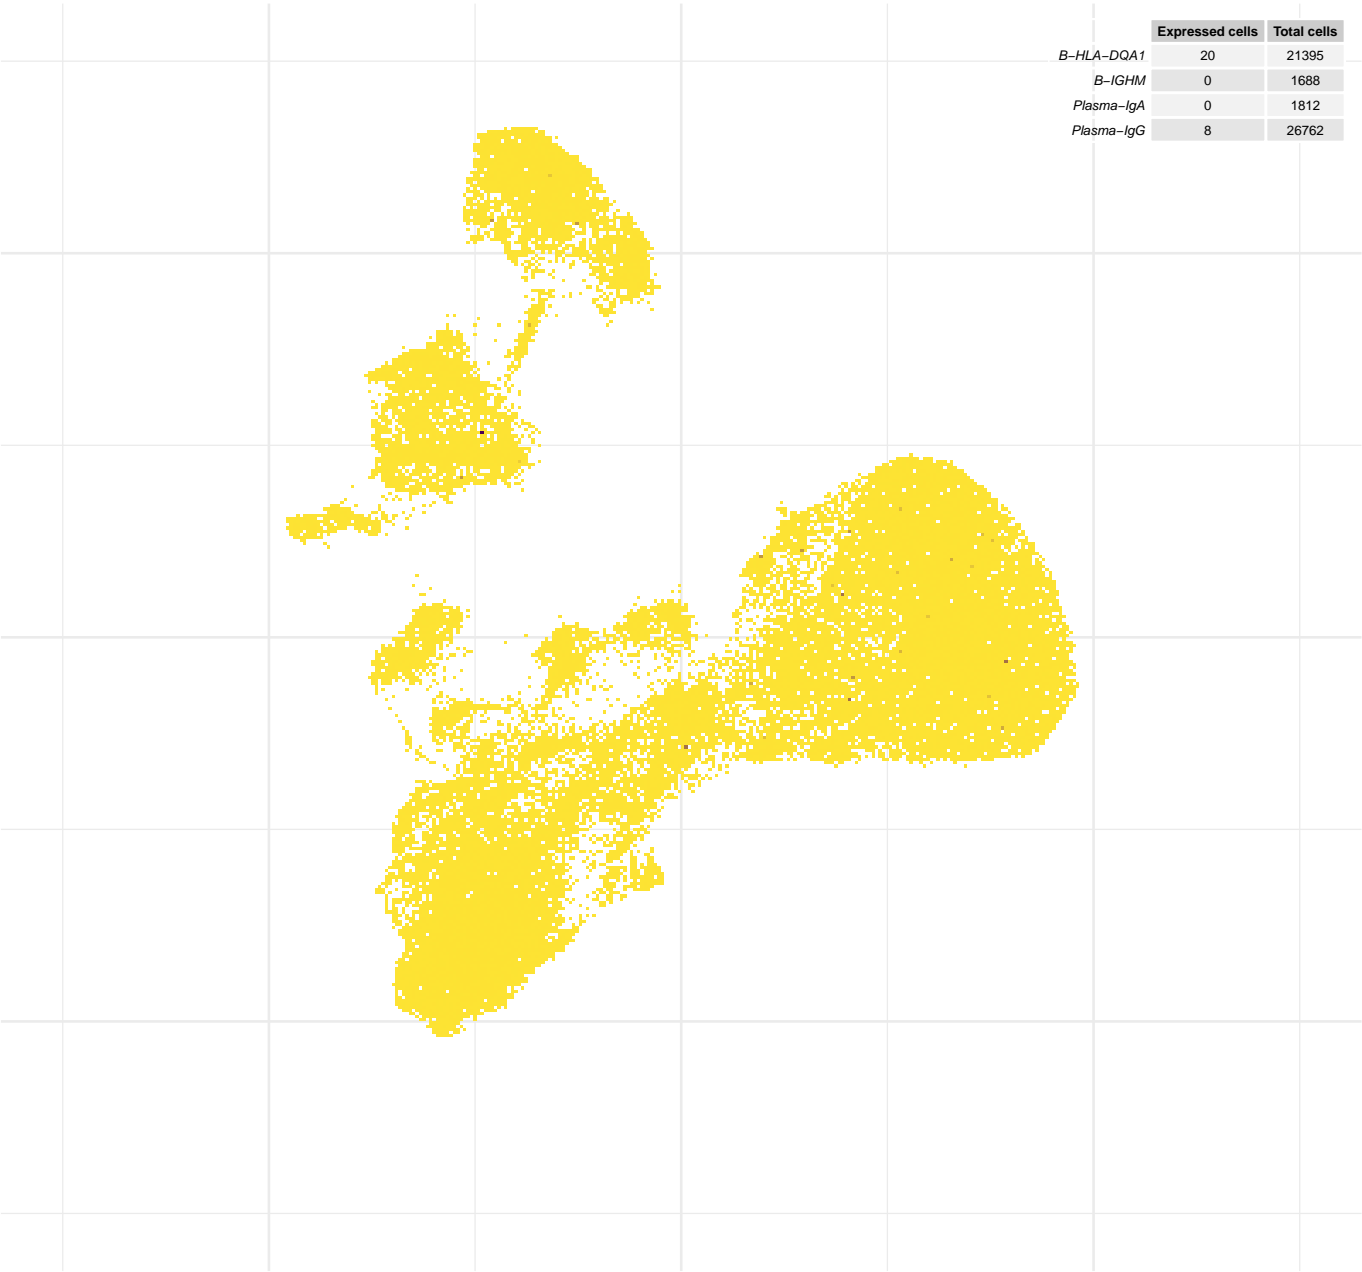 Expressed cells Total cells
B−HLA−DQA1 20 21395
B−IGHM 0 1688
Plasma−IgA 0 1812
Plasma−IgG 8 26762